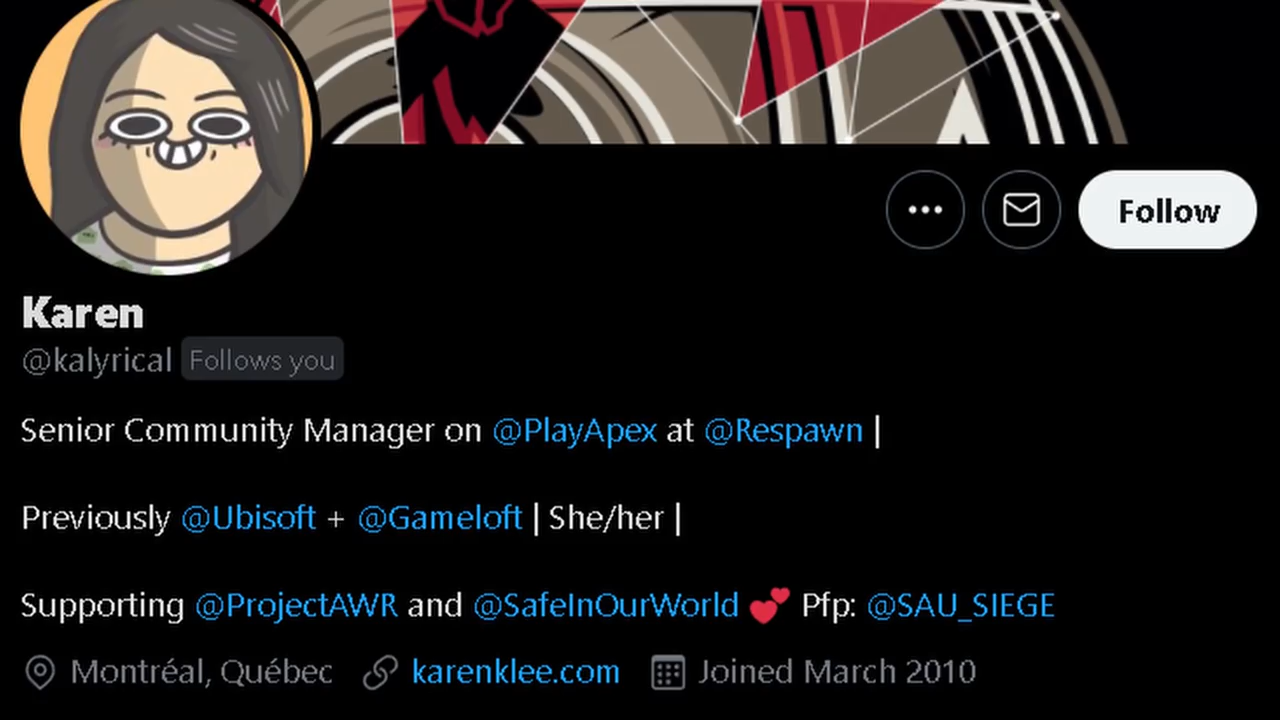 Follow
Karen
@kalyrical Follows you
Senior Community Manager on @PlayApex at @Respawn |
Previously @Ubisoft + @Gameloft | She/her |
Supporting @ProjectAWR and @SafeInOurWorld 💕 Pfp: @SAU_SIEGE
Montréal, Québec karenklee.com Joined March 2010